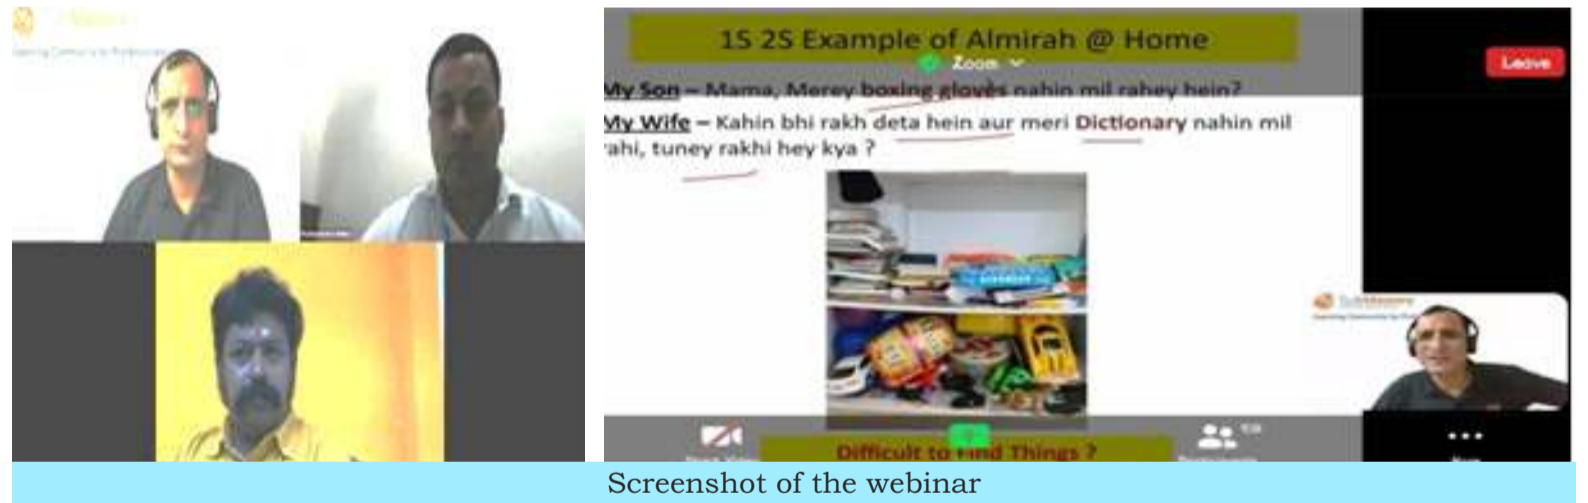 1S 2S Example of Almirah @ Home
Zoom
Leave
My Son – Mama, Merey boxing gloves nahin mil rahey hein?
My Wife – Kahin bhi rakh deta hein aur meri Dictionary nahin mil
rahi, tuney rakhi hey kya ?
Difficult to Find Things ?
Screenshot of the webinar